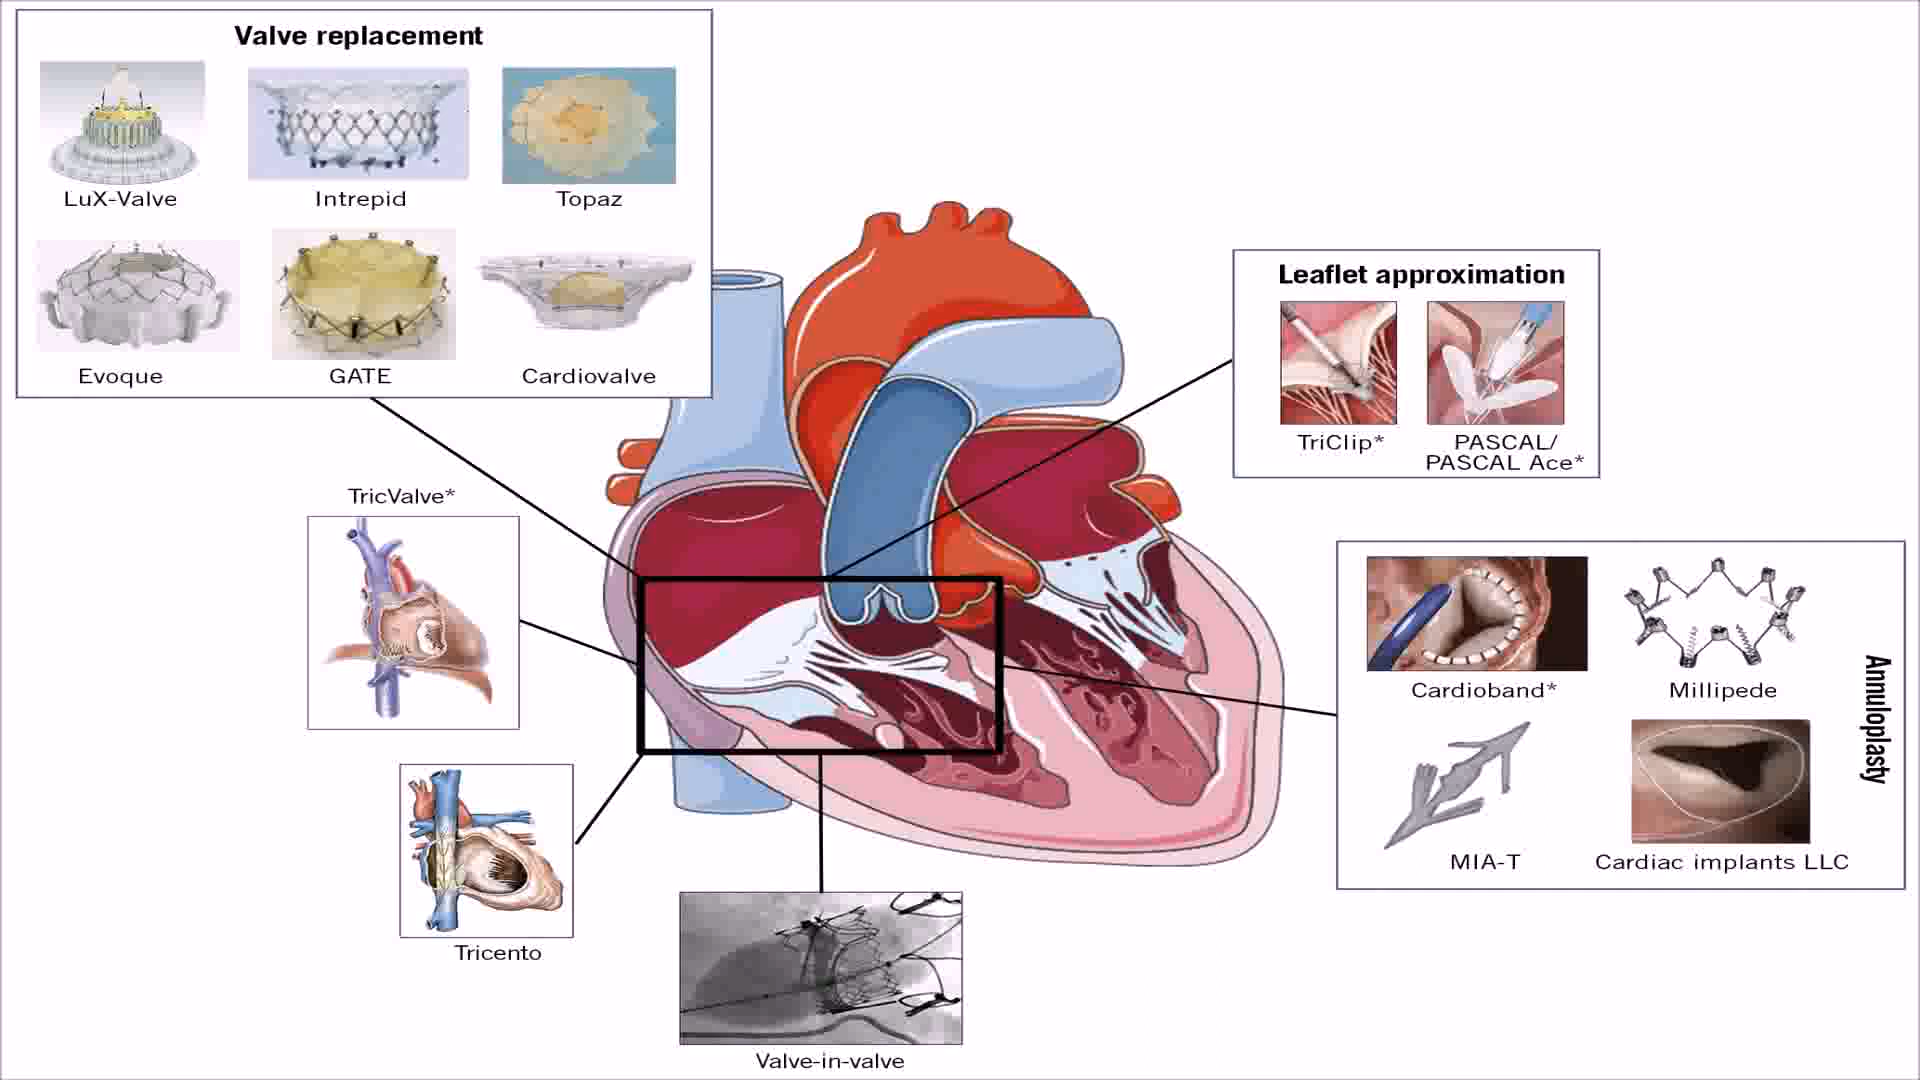 Valve replacement
LuX-Valve
Intrepid
Topaz
Evoque
GATE
Cardiovalve
Leaflet approximation
TriClip*
PASCAL/
PASCAL Ace*
TricValve*
Cardioband*
Millipede
Annuloplasty
MIA-T
Cardiac implants LLC
Tricento
Valve-in-valve